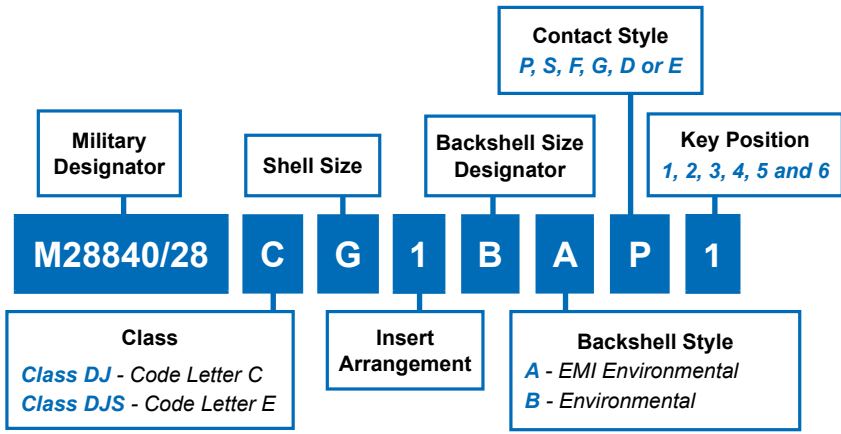 Contact Style
P, S, F, G, D or E
Military
Designator
Shell Size
Backshell Size
Designator
Key Position
1, 2, 3, 4, 5 and 6
M28840/28 C G 1 B A P 1
Class
Class DJ - Code Letter C
Class DJS - Code Letter E
Insert
Arrangement
Backshell Style
A - EMI Environmental
B - Environmental